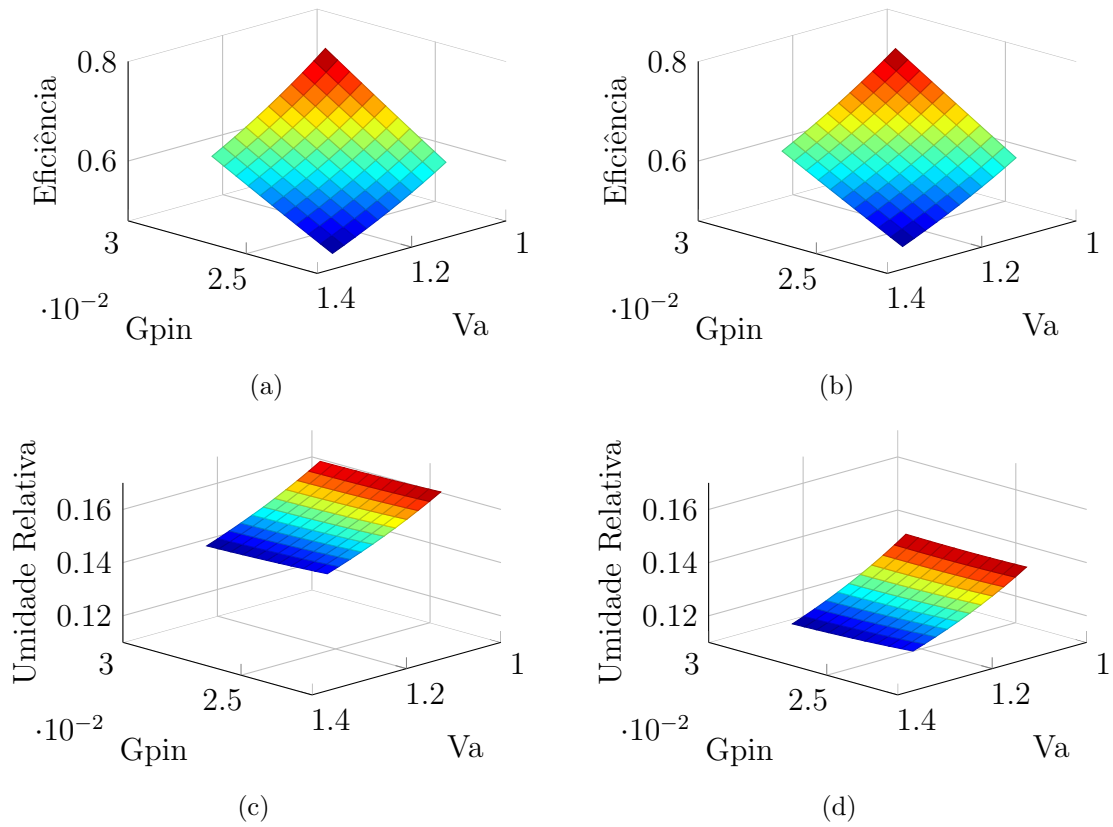 0.8
0.6
Eficiência
3
2.5
·10⁻²
Gpin
1.4
1.2
1
Va
(a)
0.8
0.6
Eficiência
3
2.5
·10⁻²
Gpin
1.4
1.2
1
Va
(b)
0.16
0.14
0.12
Umidade Relativa
3
2.5
·10⁻²
Gpin
1.4
1.2
1
Va
(c)
0.16
0.14
0.12
Umidade Relativa
3
2.5
·10⁻²
Gpin
1.4
1.2
1
Va
(d)